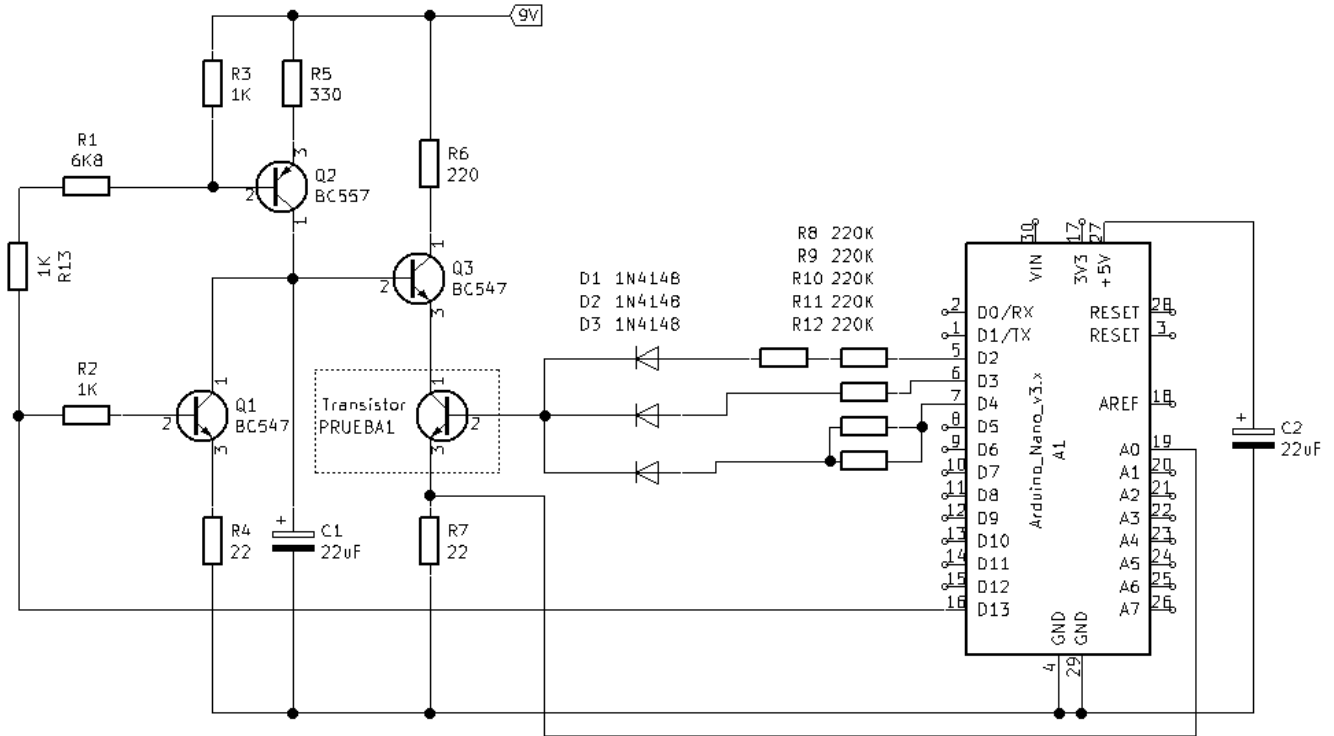 9V
R3
1K
R5
330
R1
6K8
3
Q2
2
BC557
1
R6
220
1K
R13
1
Q3
2
BC547
3
R2
1K
1
Q1
2
BC547
3
Transistor
PRUEBA1
1
2
3
R4
22
+
C1
22uF
R7
22
D1 1N4148
D2 1N4148
D3 1N4148
R8 220K
R9 220K
R10 220K
R11 220K
R12 220K
30
17
27
VIN
3V3
+5V
2 D0/RX
1 D1/TX
5 D2
6 D3
7 D4
8 D5
9 D6
10 D7
11 D8
12 D9
13 D10
14 D11
15 D12
16 D13
Arduino_Nano_v3.x
A1
RESET 28
RESET 3
AREF 18
A0 19
A1 20
A2 21
A3 22
A4 23
A5 24
A6 25
A7 26
GND
GND
4
29
+
C2
22uF